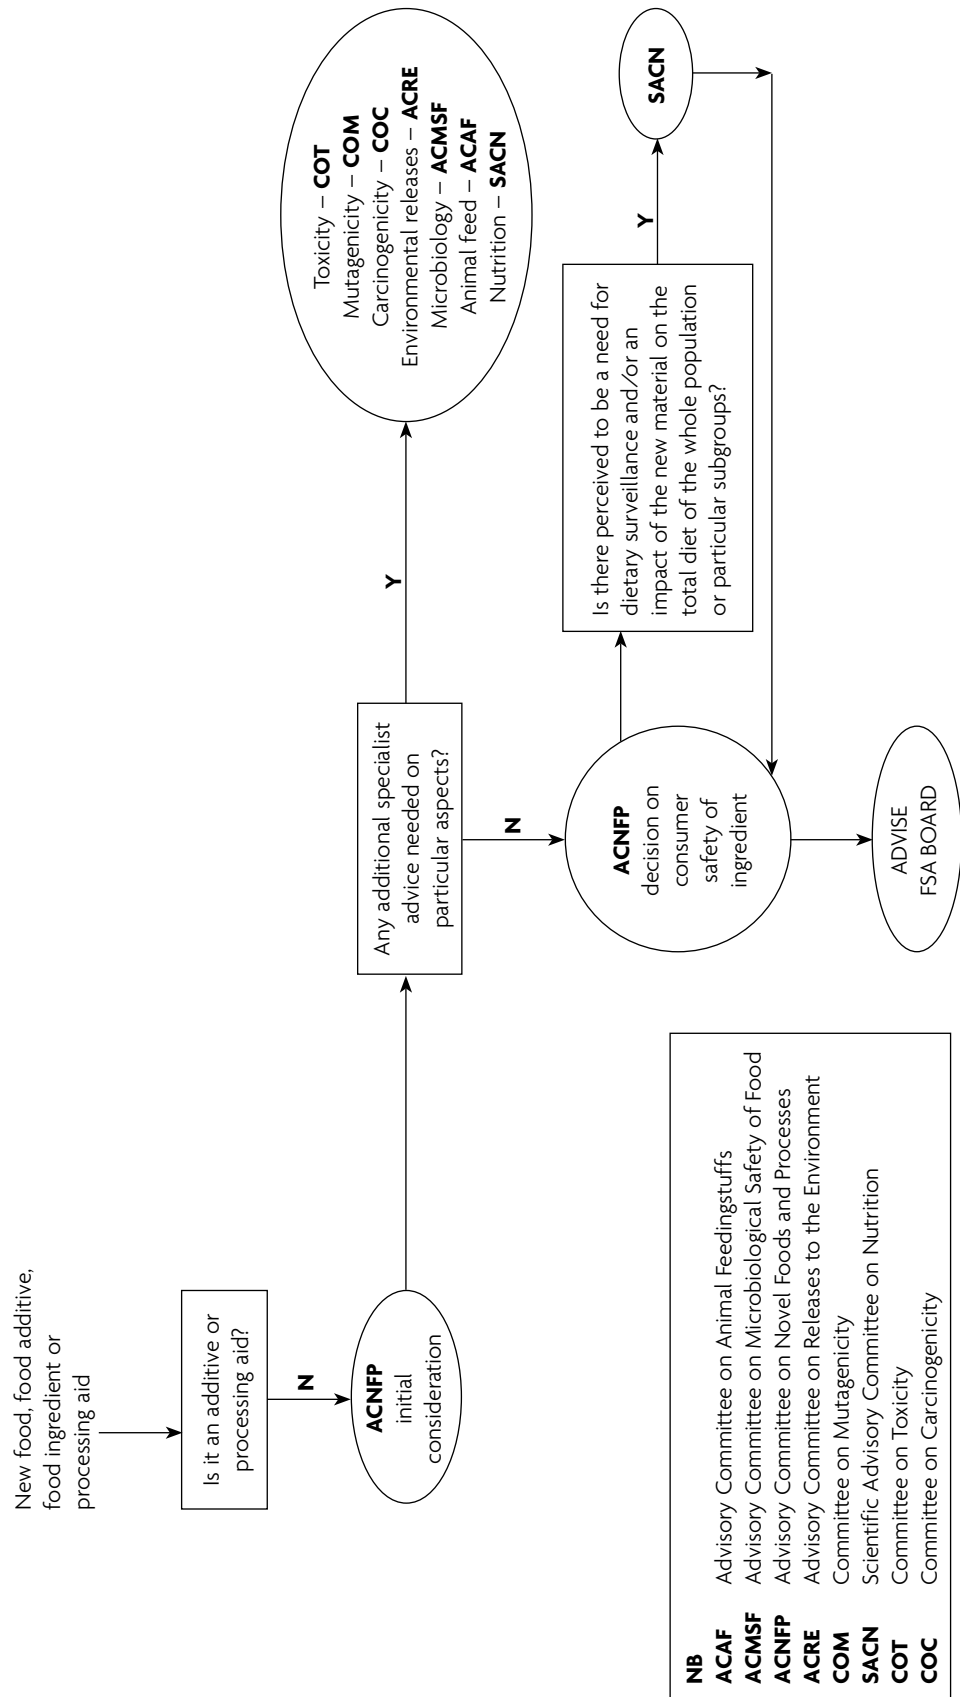 New food, food additive,
food ingredient or
processing aid
Is it an additive or
processing aid?
N
ACNFP
initial
consideration
Any additional specialist
advice needed on
particular aspects?
Y
Toxicity – COT
Mutagenicity – COM
Carcinogenicity – COC
Environmental releases – ACRE
Microbiology – ACMSF
Animal feed – ACAF
Nutrition – SACN
N
ACNFP
decision on
consumer
safety of
ingredient
Is there perceived to be a need for
dietary surveillance and/or an
impact of the new material on the
total diet of the whole population
or particular subgroups?
Y
SACN
ADVISE
FSA BOARD
NB
ACAF Advisory Committee on Animal Feedingstuffs
ACMSF Advisory Committee on Microbiological Safety of Food
ACNFP Advisory Committee on Novel Foods and Processes
ACRE Advisory Committee on Releases to the Environment
COM Committee on Mutagenicity
SACN Scientific Advisory Committee on Nutrition
COT Committee on Toxicity
COC Committee on Carcinogenicity